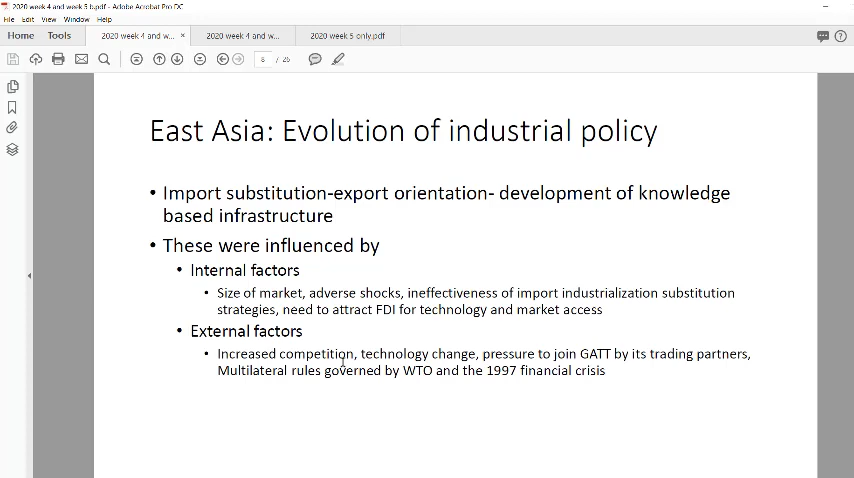 2020 week 4 and week 5 b.pdf - Adobe Acrobat Pro DC
File Edit View Window Help
Home Tools 2020 week 4 and w... × 2020 week 4 and w... 2020 week 5 only.pdf
8 / 26
East Asia: Evolution of industrial policy
• Import substitution-export orientation- development of knowledge
based infrastructure
• These were influenced by
• Internal factors
• Size of market, adverse shocks, ineffectiveness of import industrialization substitution
strategies, need to attract FDI for technology and market access
• External factors
• Increased competition, technology change, pressure to join GATT by its trading partners,
Multilateral rules governed by WTO and the 1997 financial crisis